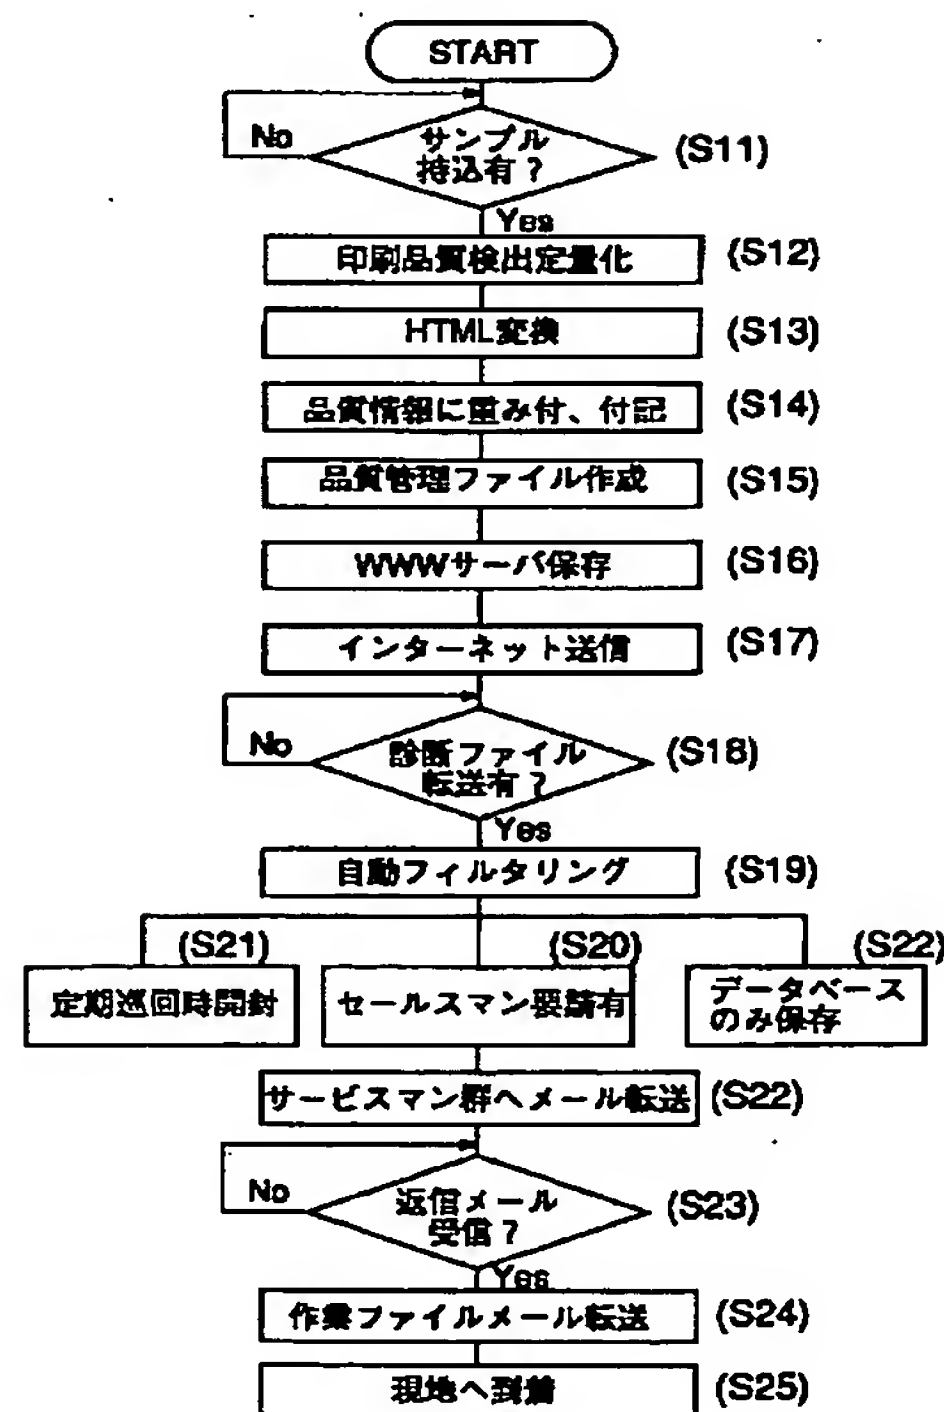 START
サンプル
持込有？
No
(S11)
Yes
印刷品質検出定量化
(S12)
HTML変換
(S13)
品質情報に重み付、付記
(S14)
品質管理ファイル作成
(S15)
WWWサーバ保存
(S16)
インターネット送信
(S17)
診断ファイル
転送有？
No
(S18)
Yes
自動フィルタリング
(S19)
(S21)
(S20)
(S22)
定期巡回時開封
セールスマン要請有
データベース
のみ保存
サービスマン群へメール転送
(S22)
返信メール
受信？
No
(S23)
Yes
作業ファイルメール転送
(S24)
現地へ到着
(S25)